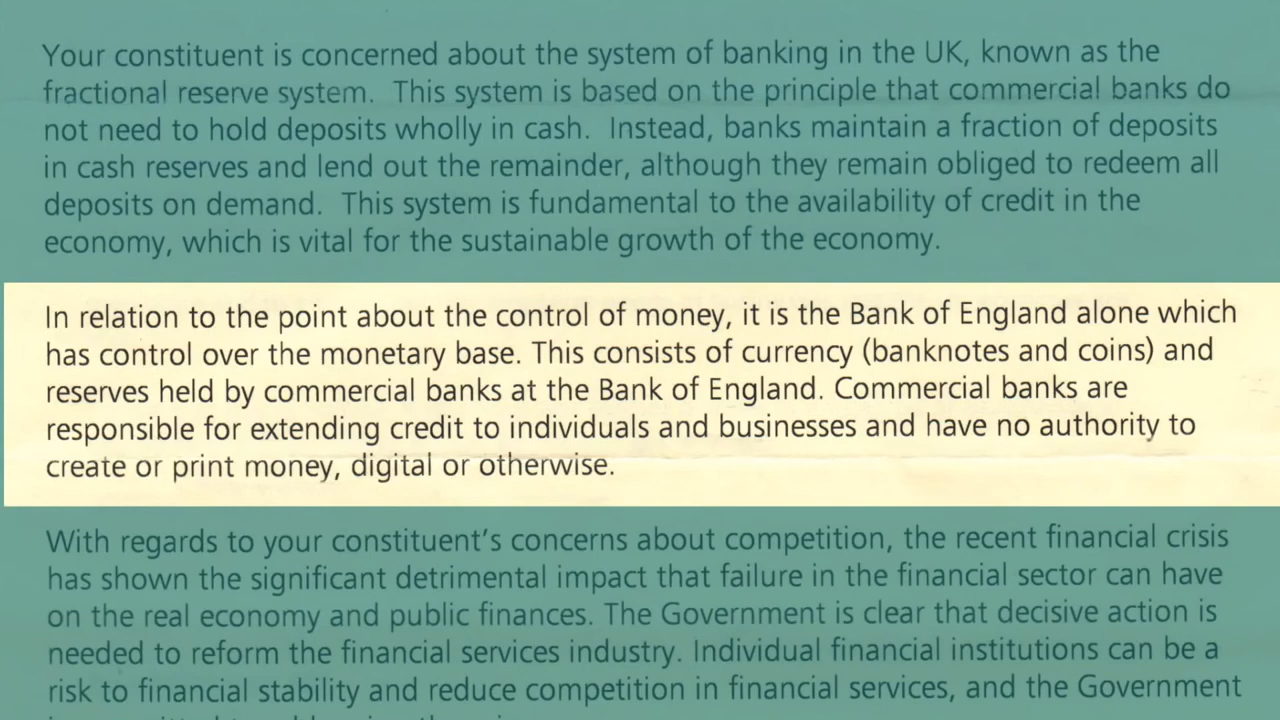 Your constituent is concerned about the system of banking in the UK, known as the
fractional reserve system.  This system is based on the principle that commercial banks do
not need to hold deposits wholly in cash.  Instead, banks maintain a fraction of deposits
in cash reserves and lend out the remainder, although they remain obliged to redeem all
deposits on demand.  This system is fundamental to the availability of credit in the
economy, which is vital for the sustainable growth of the economy.
In relation to the point about the control of money, it is the Bank of England alone which
has control over the monetary base. This consists of currency (banknotes and coins) and
reserves held by commercial banks at the Bank of England. Commercial banks are
responsible for extending credit to individuals and businesses and have no authority to
create or print money, digital or otherwise.
With regards to your constituent's concerns about competition, the recent financial crisis
has shown the significant detrimental impact that failure in the financial sector can have
on the real economy and public finances. The Government is clear that decisive action is
needed to reform the financial services industry. Individual financial institutions can be a
risk to financial stability and reduce competition in financial services, and the Government